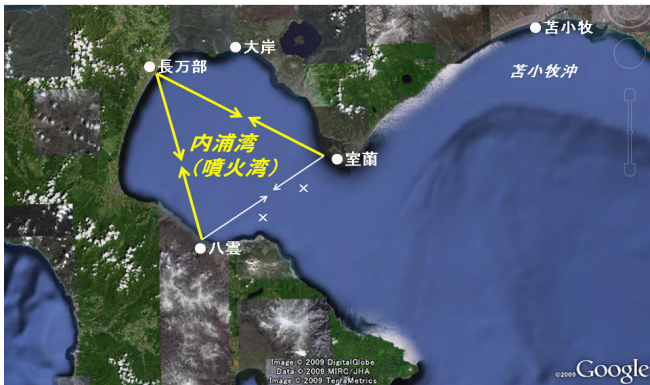 苫小牧
大岸
長万部
苫小牧沖
内浦湾
（噴火湾）
室蘭
×
×
八雲
Image © 2009 DigitalGlobe
Data © 2009 MIRC/JHA
Image © 2009 TerraMetrics
©2009 Google